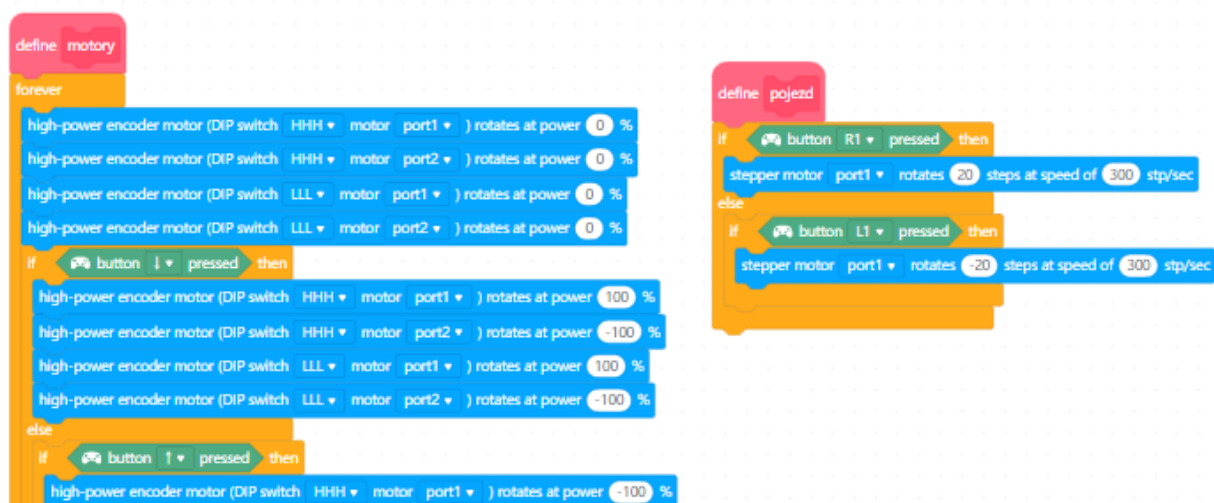 define motory
forever
high-power encoder motor (DIP switch HHH motor port1 ) rotates at power 0 %
high-power encoder motor (DIP switch HHH motor port2 ) rotates at power 0 %
high-power encoder motor (DIP switch LLL motor port1 ) rotates at power 0 %
high-power encoder motor (DIP switch LLL motor port2 ) rotates at power 0 %
if button ↓ pressed then
high-power encoder motor (DIP switch HHH motor port1 ) rotates at power 100 %
high-power encoder motor (DIP switch HHH motor port2 ) rotates at power -100 %
high-power encoder motor (DIP switch LLL motor port1 ) rotates at power 100 %
high-power encoder motor (DIP switch LLL motor port2 ) rotates at power -100 %
else
if button ↑ pressed then
high-power encoder motor (DIP switch HHH motor port1 ) rotates at power -100 %
define pojezd
if button R1 pressed then
stepper motor port1 rotates 20 steps at speed of 300 stp/sec
else
if button L1 pressed then
stepper motor port1 rotates -20 steps at speed of 300 stp/sec